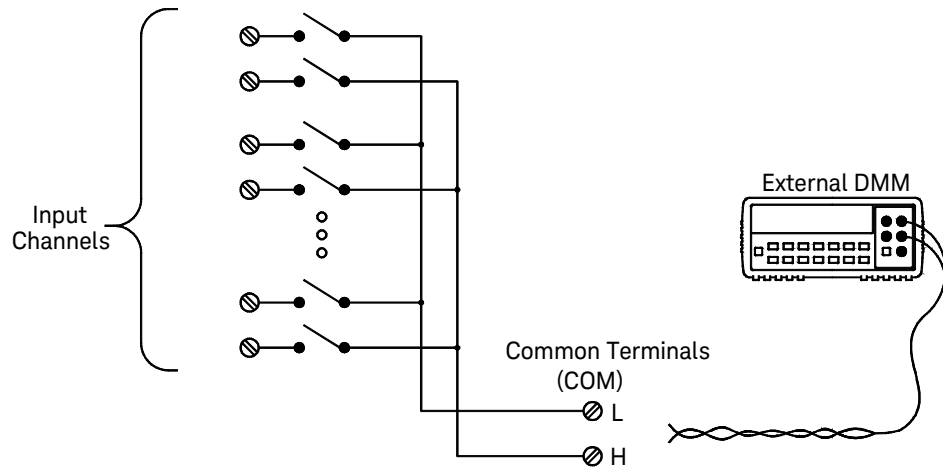 Input
Channels
External DMM
Common Terminals
(COM)
L
H